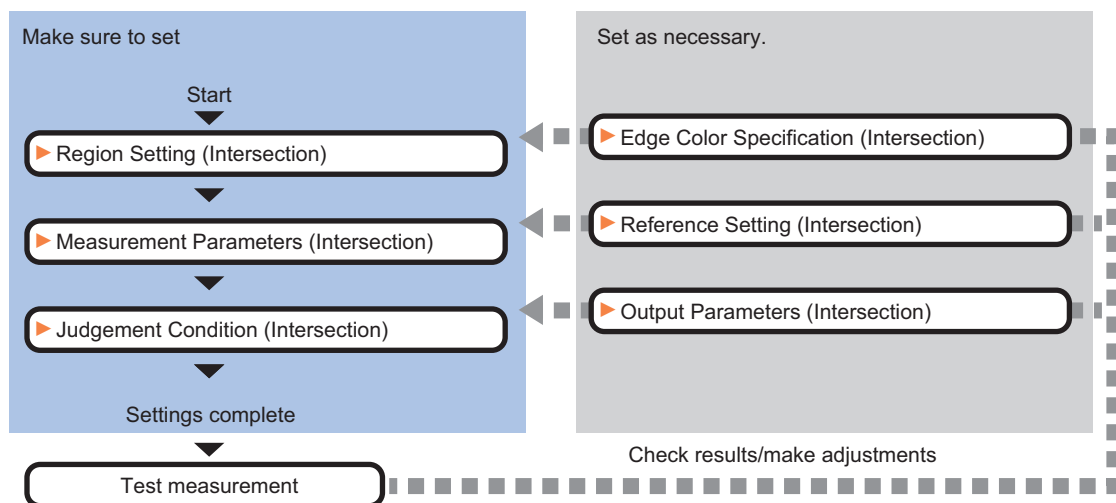 Make sure to set
Start
Region Setting (Intersection)
Measurement Parameters (Intersection)
Judgement Condition (Intersection)
Settings complete
Test measurement
Set as necessary.
Edge Color Specification (Intersection)
Reference Setting (Intersection)
Output Parameters (Intersection)
Check results/make adjustments